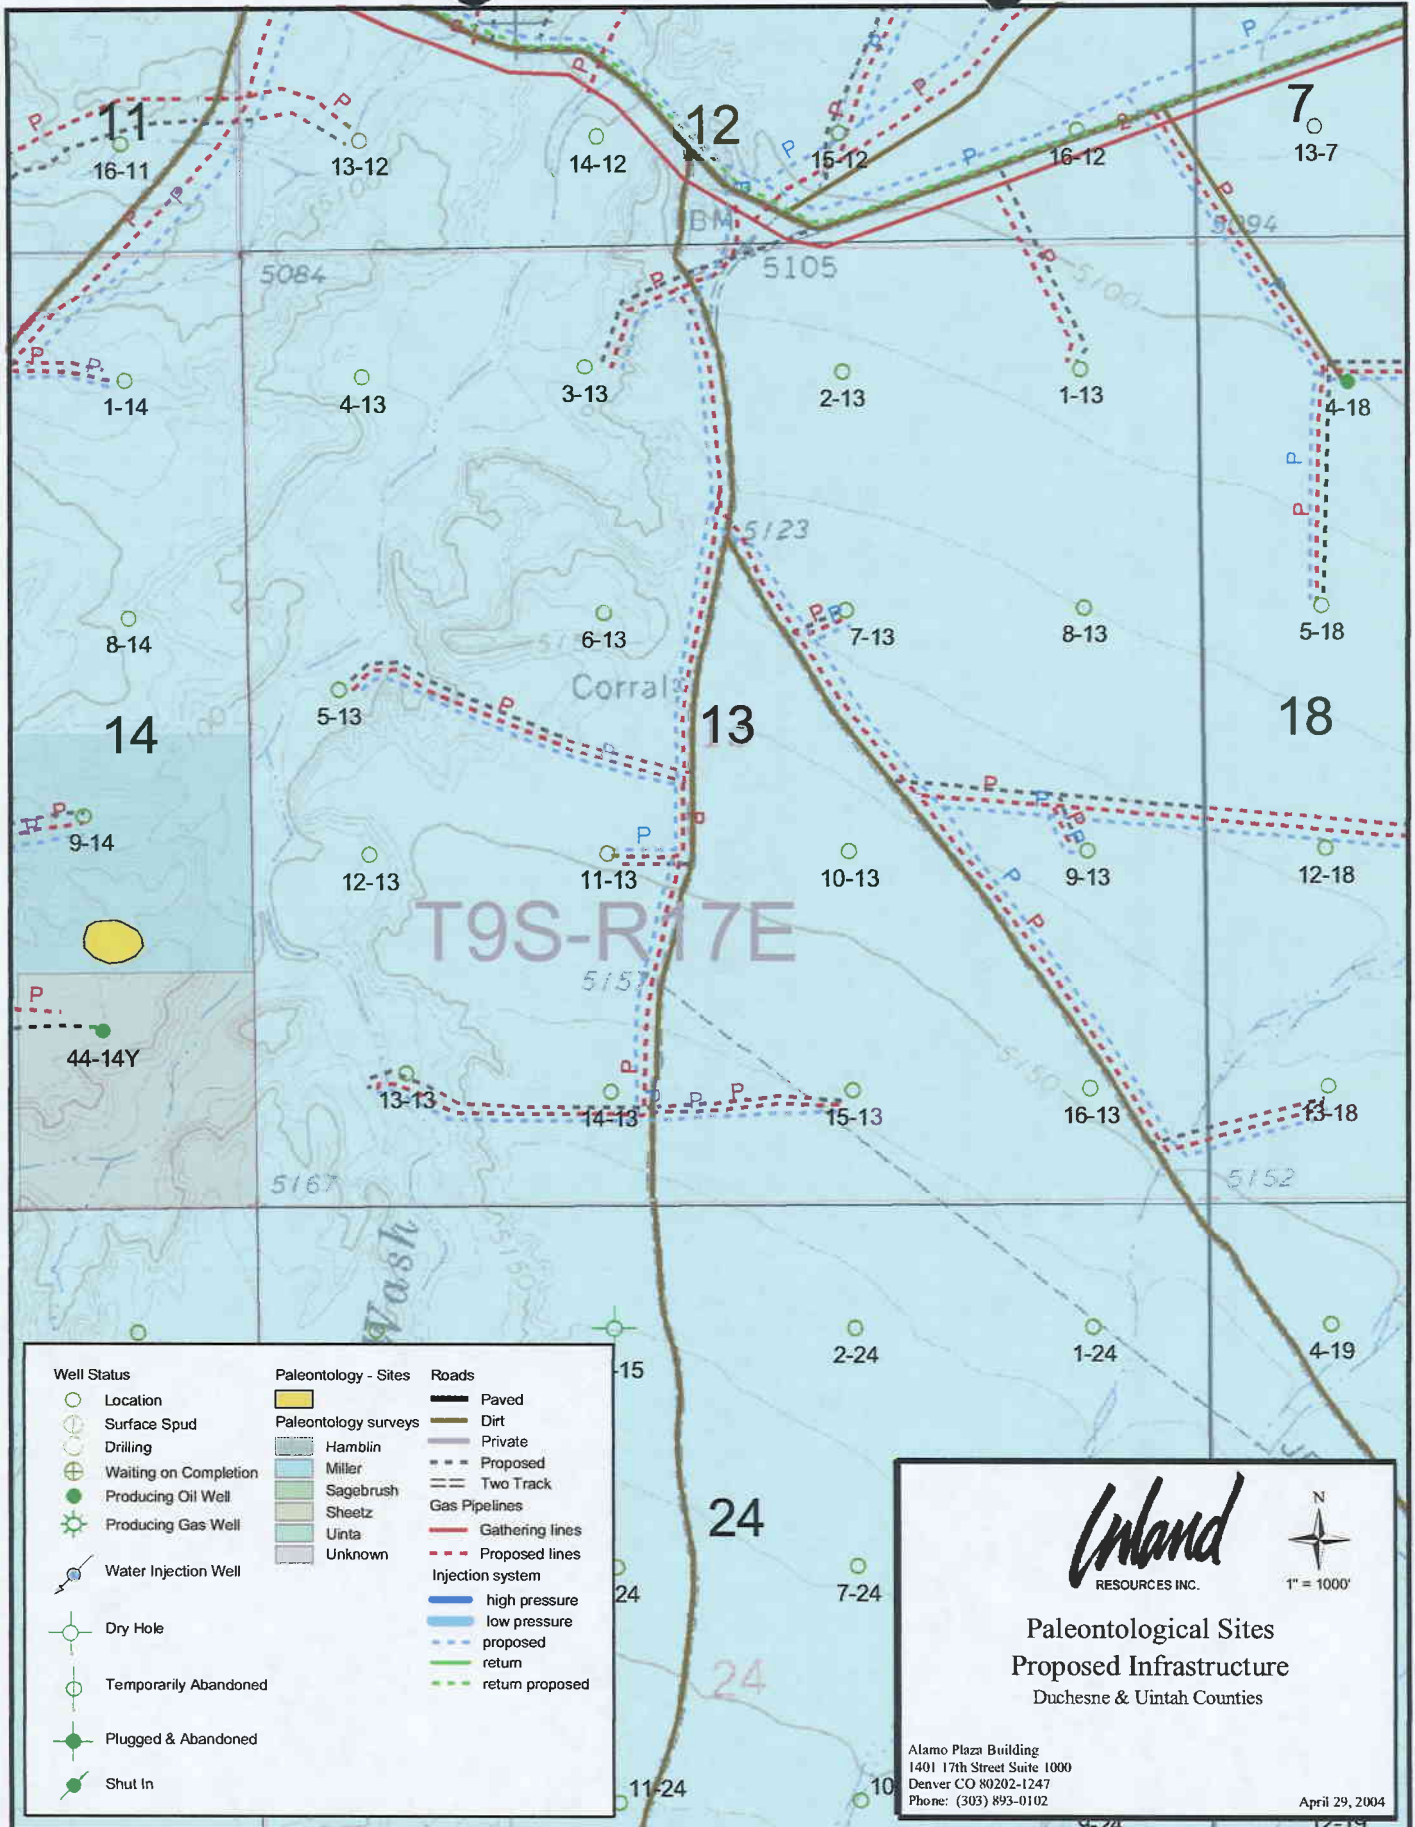 11
12
7
16-11
13-12
14-12
15-12
16-12
13-7
BM
5094
5084
5105
5100
1-14
4-13
3-13
2-13
1-13
4-18
5123
8-14
6-13
7-13
8-13
5-18
Corral
5-13
14
13
18
9-14
12-13
11-13
10-13
9-13
12-18
T9S-R17E
5157
44-14Y
5150
13-13
14-13
15-13
16-13
13-18
5167
5152
Wash
-15
2-24
1-24
4-19
24
24
7-24
24
11-24
10
9-24
12-19
P
Well Status
Location
Surface Spud
Drilling
Waiting on Completion
Producing Oil Well
Producing Gas Well
Water Injection Well
Dry Hole
Temporarily Abandoned
Plugged & Abandoned
Shut In
Paleontology - Sites
Paleontology surveys
Hamblin
Miller
Sagebrush
Sheetz
Uinta
Unknown
Roads
Paved
Dirt
Private
Proposed
Two Track
Gas Pipelines
Gathering lines
Proposed lines
Injection system
high pressure
low pressure
proposed
return
return proposed
Inland
RESOURCES INC.
N
1" = 1000'
Paleontological Sites
Proposed Infrastructure
Duchesne & Uintah Counties
Alamo Plaza Building
1401 17th Street Suite 1000
Denver CO 80202-1247
Phone: (303) 893-0102
April 29, 2004